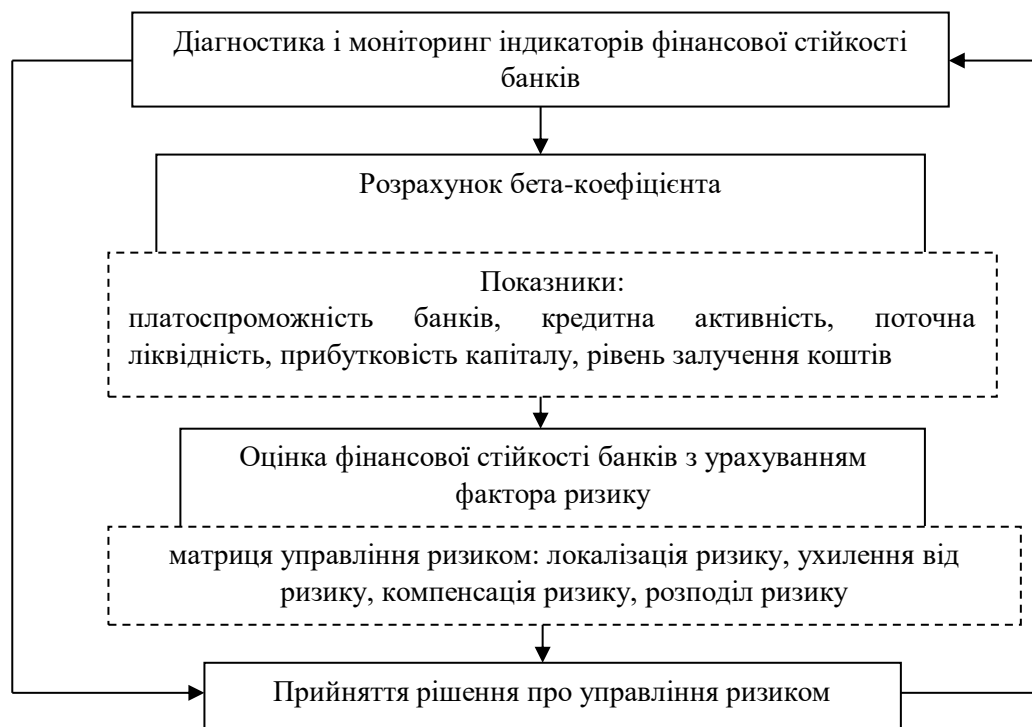 Діагностика і моніторинг індикаторів фінансової стійкості
банків
Розрахунок бета-коефіцієнта
Показники:
платоспроможність банків, кредитна активність, поточна
ліквідність, прибутковість капіталу, рівень залучення коштів
Оцінка фінансової стійкості банків з урахуванням
фактора ризику
матриця управління ризиком: локалізація ризику, ухилення від
ризику, компенсація ризику, розподіл ризику
Прийняття рішення про управління ризиком